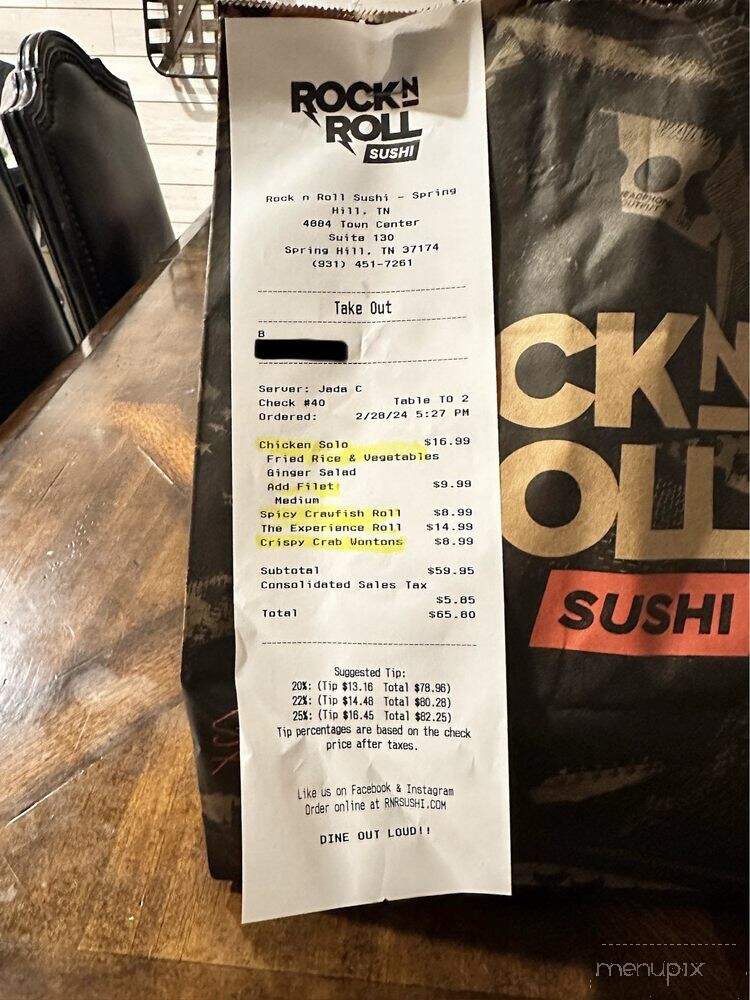 ROCK N
ROLL
SUSHI
Rock n Roll Sushi - Spring
Hill, TN
4884 Town Center
Suite 130
Spring Hill, TN 37174
(931) 451-7261
Take Out
B
Server: Jada C
Check #40 Table TO 2
Ordered: 2/28/24 5:27 PM
Chicken Solo $16.99
Fried Rice & Vegetables
Ginger Salad
Add Filet $9.99
Medium
Spicy Crawfish Roll $8.99
The Experience Roll $14.99
Crispy Crab Wontons $8.99
Subtotal $59.95
Consolidated Sales Tax
$5.85
Total $65.80
Suggested Tip:
20%: (Tip $13.16 Total $78.96)
22%: (Tip $14.48 Total $80.28)
25%: (Tip $16.45 Total $82.25)
Tip percentages are based on the check
price after taxes.
Like us on Facebook & Instagram
Order online at RNRSUSHI.COM
DINE OUT LOUD!!
HEADPHONE
OUTPUT
CK N
OLL
SUSHI
menupix